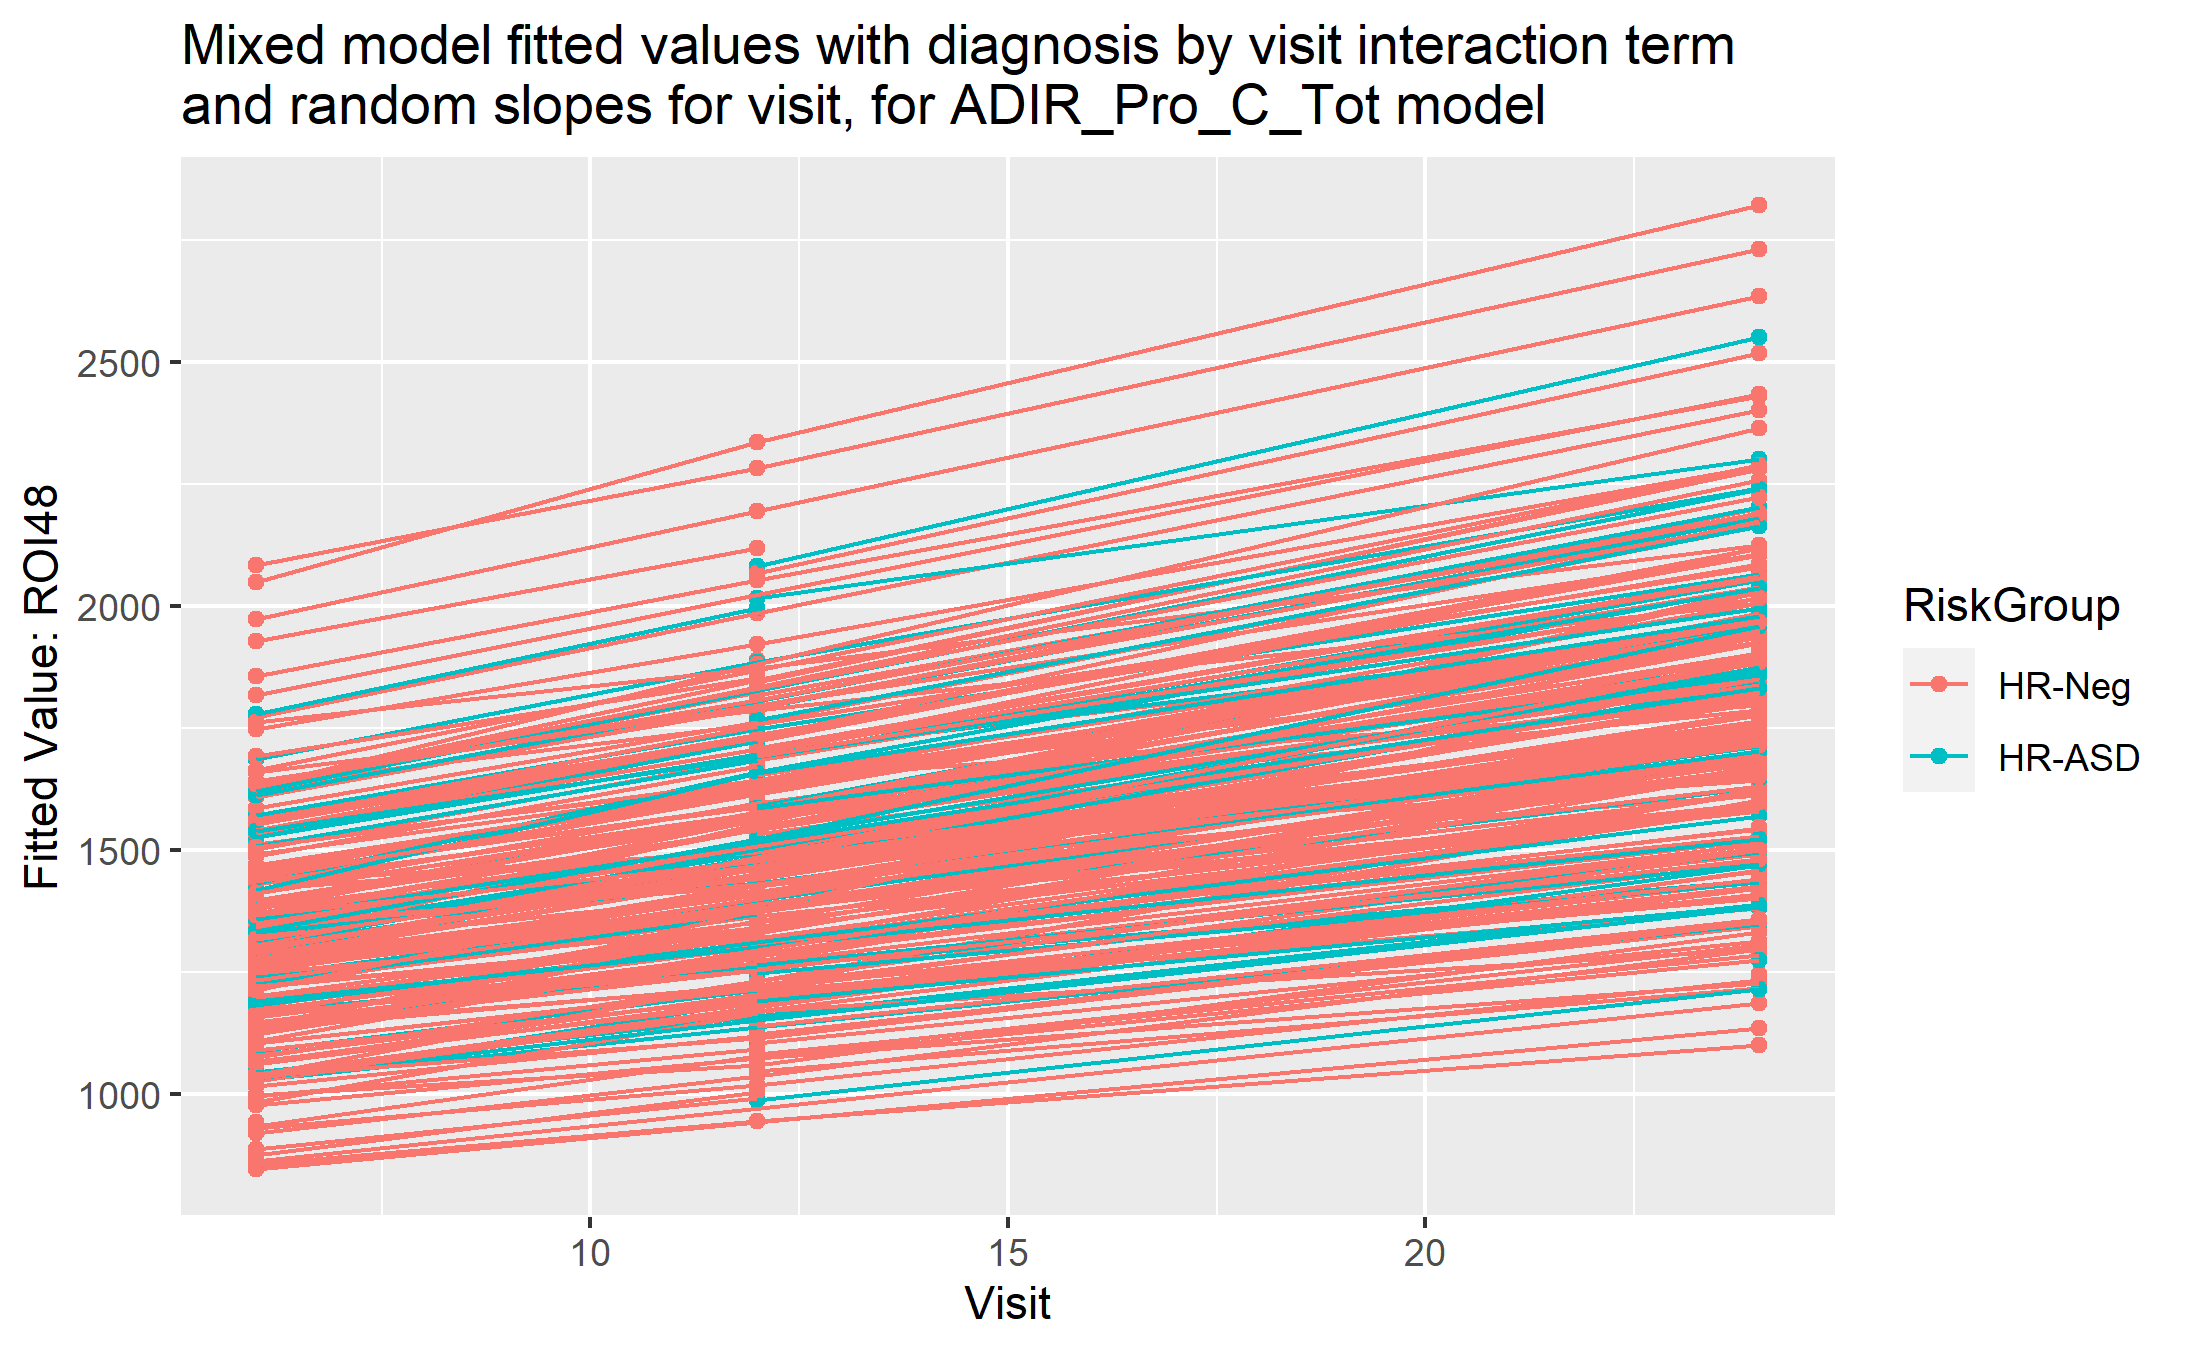 Mixed model fitted values with diagnosis by visit interaction term
and random slopes for visit, for ADIR_Pro_C_Tot model
Fitted Value: ROI48
2500
2000
1500
1000
10
15
20
Visit
RiskGroup
HR-Neg
HR-ASD